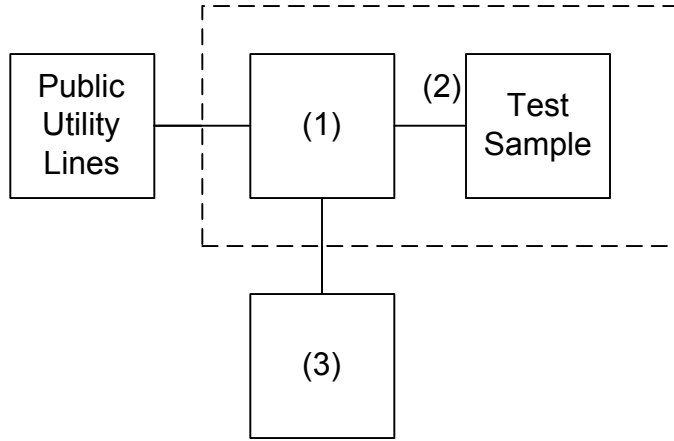 Public
Utility
Lines
(1)
(2)
Test
Sample
(3)